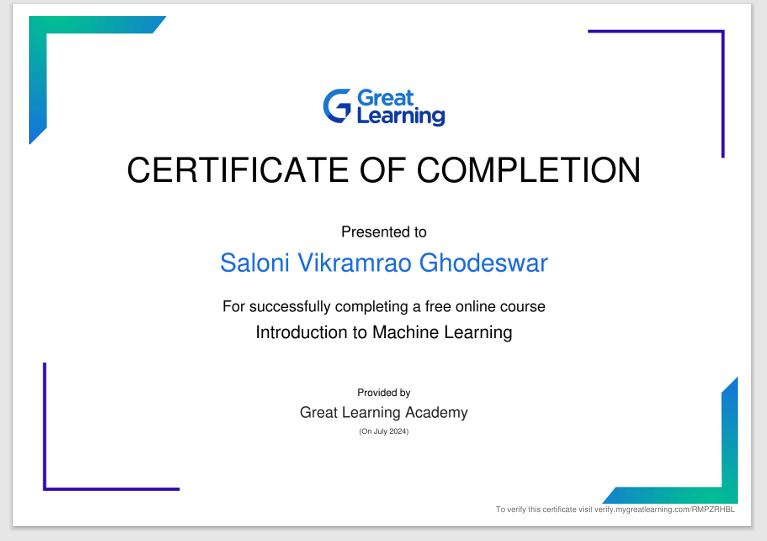 Great
Learning
CERTIFICATE OF COMPLETION
Presented to
Saloni Vikramrao Ghodeswar
For successfully completing a free online course
Introduction to Machine Learning
Provided by
Great Learning Academy
(On July 2024)
To verify this certificate visit verify.mygreatlearning.com/RMPZRHBL